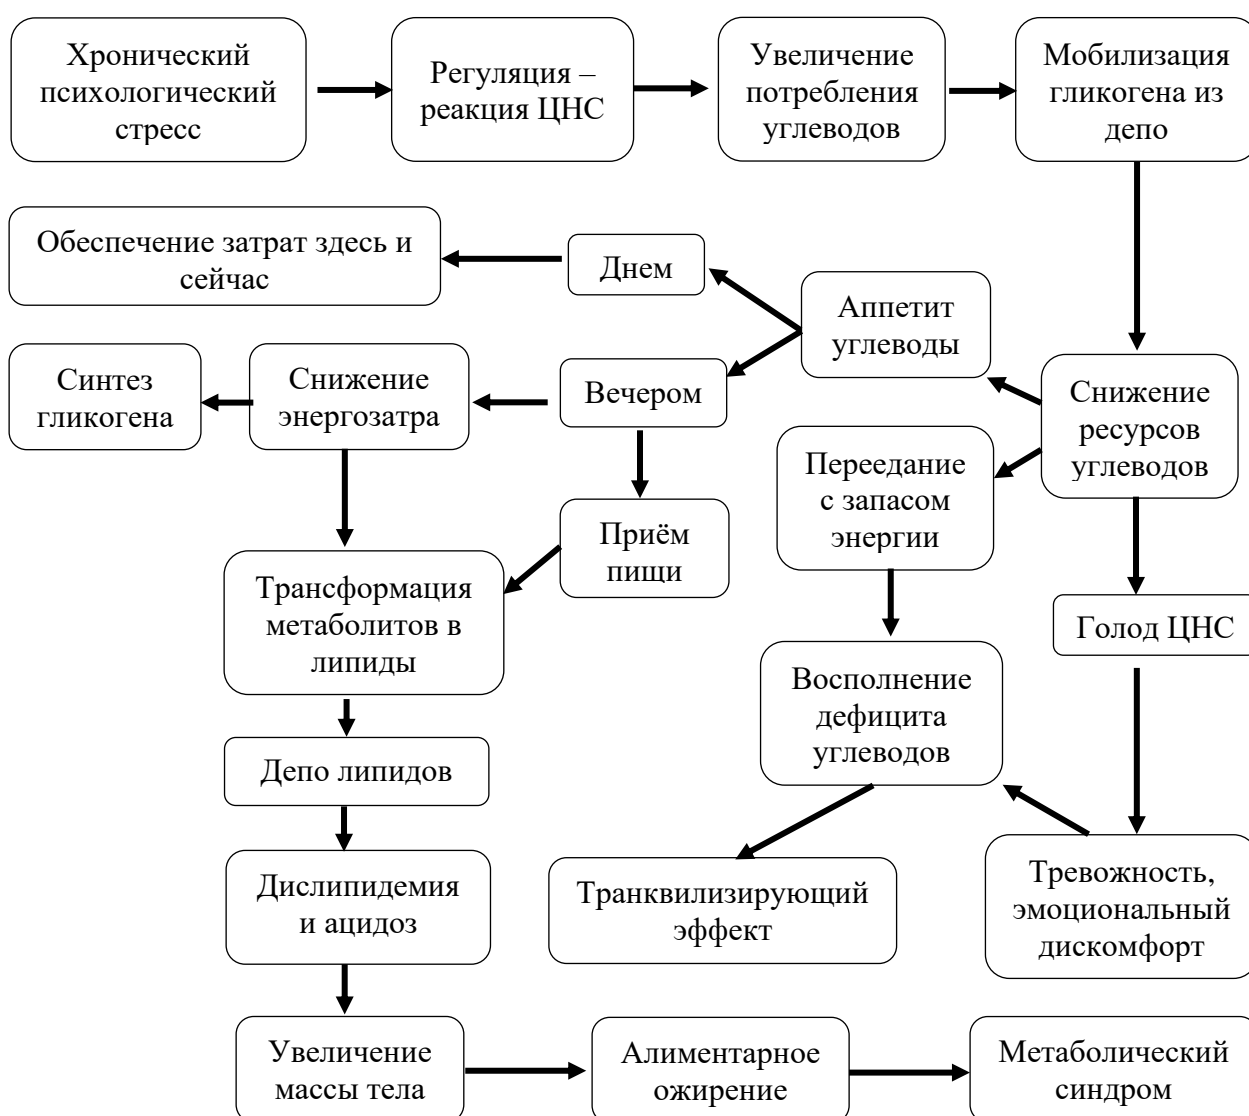 Хронический
психологический
стресс
Регуляция –
реакция ЦНС
Увеличение
потребления
углеводов
Мобилизация
гликогена из
депо
Обеспечение затрат здесь и
сейчас
Днем
Аппетит
углеводы
Синтез
гликогена
Снижение
энергозатра
Вечером
Снижение
ресурсов
углеводов
Переедание
с запасом
энергии
Приём
пищи
Трансформация
метаболитов в
липиды
Голод ЦНС
Восполнение
дефицита
углеводов
Депо липидов
Дислипидемия
и ацидоз
Транквилизирующий
эффект
Тревожность,
эмоциональный
дискомфорт
Увеличение
массы тела
Алиментарное
ожирение
Метаболический
синдром